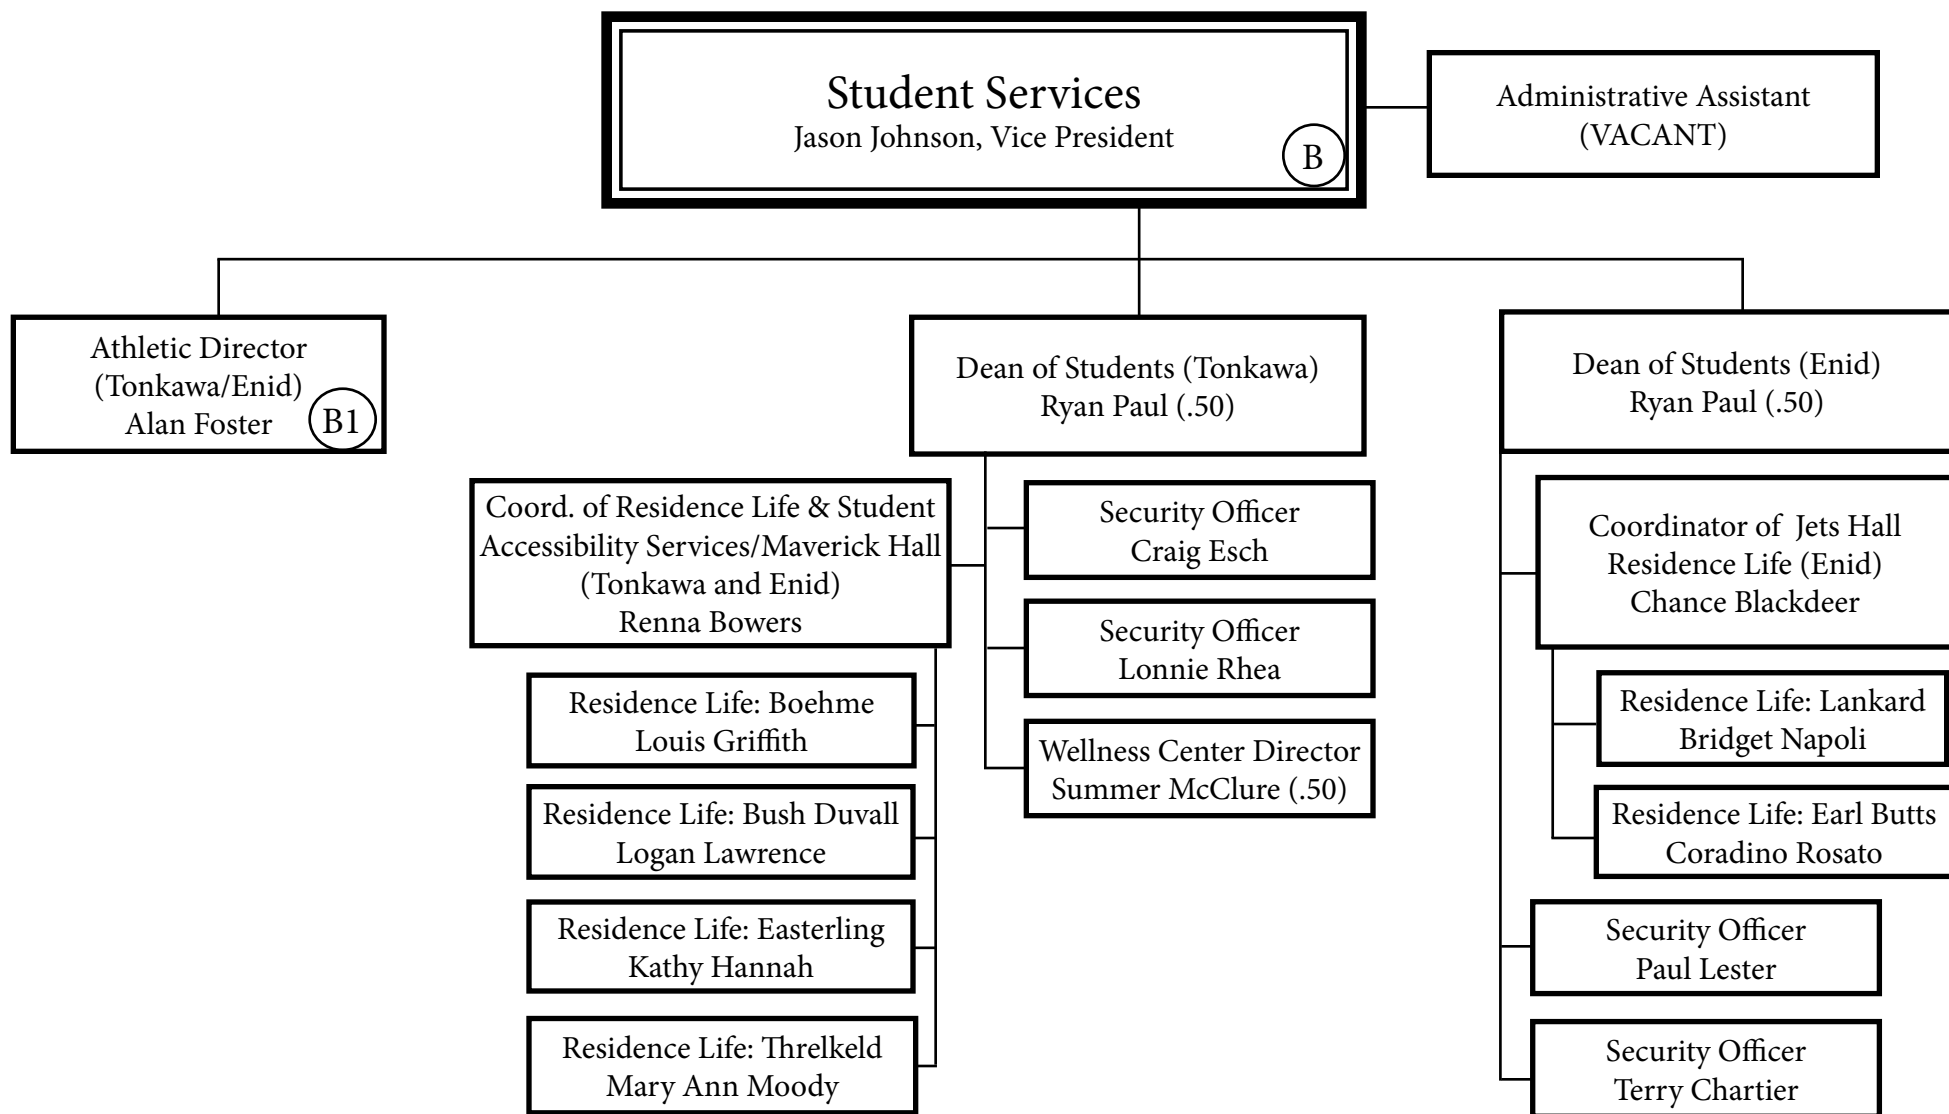 Student Services
Jason Johnson, Vice President
B
Administrative Assistant
(VACANT)
Athletic Director
(Tonkawa/Enid)
Alan Foster
B1
Dean of Students (Tonkawa)
Ryan Paul (.50)
Dean of Students (Enid)
Ryan Paul (.50)
Coord. of Residence Life & Student
Accessibility Services/Maverick Hall
(Tonkawa and Enid)
Renna Bowers
Residence Life: Boehme
Louis Griffith
Residence Life: Bush Duvall
Logan Lawrence
Residence Life: Easterling
Kathy Hannah
Residence Life: Threlkeld
Mary Ann Moody
Security Officer
Craig Esch
Security Officer
Lonnie Rhea
Wellness Center Director
Summer McClure (.50)
Coordinator of Jets Hall
Residence Life (Enid)
Chance Blackdeer
Residence Life: Lankard
Bridget Napoli
Residence Life: Earl Butts
Coradino Rosato
Security Officer
Paul Lester
Security Officer
Terry Chartier